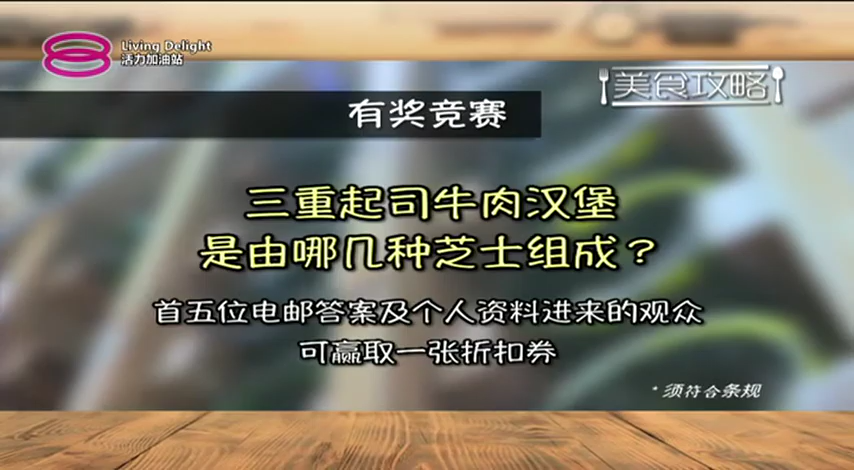 Living Delight
活力加油站
美食攻略
有奖竞赛
三重起司牛肉汉堡
是由哪几种芝士组成？
首五位电邮答案及个人资料进来的观众
可赢取一张折扣券
*须符合条规